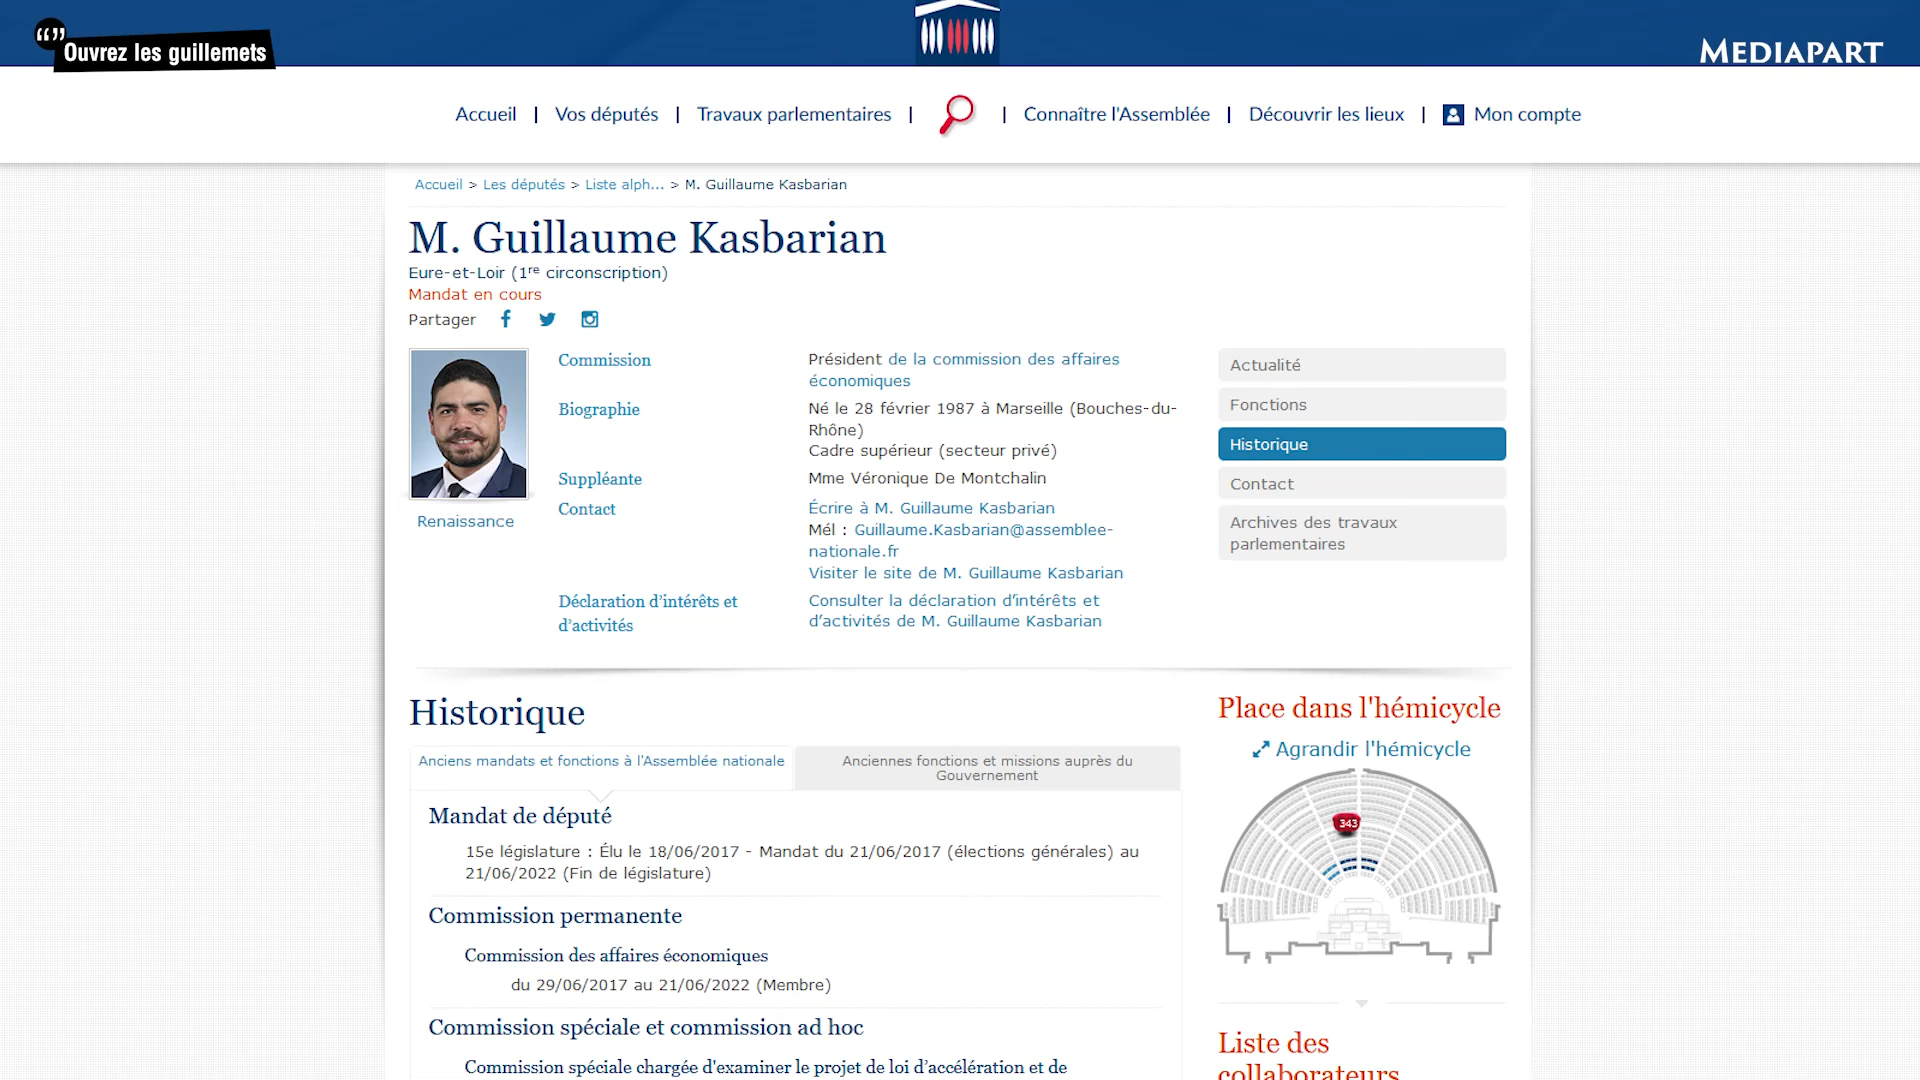 “” Ouvrez les guillemets
MEDIAPART
Accueil | Vos députés | Travaux parlementaires | | Connaître l'Assemblée | Découvrir les lieux | Mon compte
Accueil > Les députés > Liste alph... > M. Guillaume Kasbarian
M. Guillaume Kasbarian
Eure-et-Loir (1re circonscription)
Mandat en cours
Partager
Renaissance
Commission
Président de la commission des affaires
économiques
Biographie
Né le 28 février 1987 à Marseille (Bouches-du-
Rhône)
Cadre supérieur (secteur privé)
Suppléante
Mme Véronique De Montchalin
Contact
Écrire à M. Guillaume Kasbarian
Mél : Guillaume.Kasbarian@assemblee-
nationale.fr
Visiter le site de M. Guillaume Kasbarian
Déclaration d’intérêts et
d’activités
Consulter la déclaration d’intérêts et
d’activités de M. Guillaume Kasbarian
Actualité
Fonctions
Historique
Contact
Archives des travaux
parlementaires
Historique
Anciens mandats et fonctions à l'Assemblée nationale
Anciennes fonctions et missions auprès du
Gouvernement
Mandat de député
15e législature : Élu le 18/06/2017 - Mandat du 21/06/2017 (élections générales) au
21/06/2022 (Fin de législature)
Commission permanente
Commission des affaires économiques
du 29/06/2017 au 21/06/2022 (Membre)
Commission spéciale et commission ad hoc
Commission spéciale chargée d'examiner le projet de loi d’accélération et de
Place dans l'hémicycle
Agrandir l'hémicycle
343
Liste des
collaborateurs